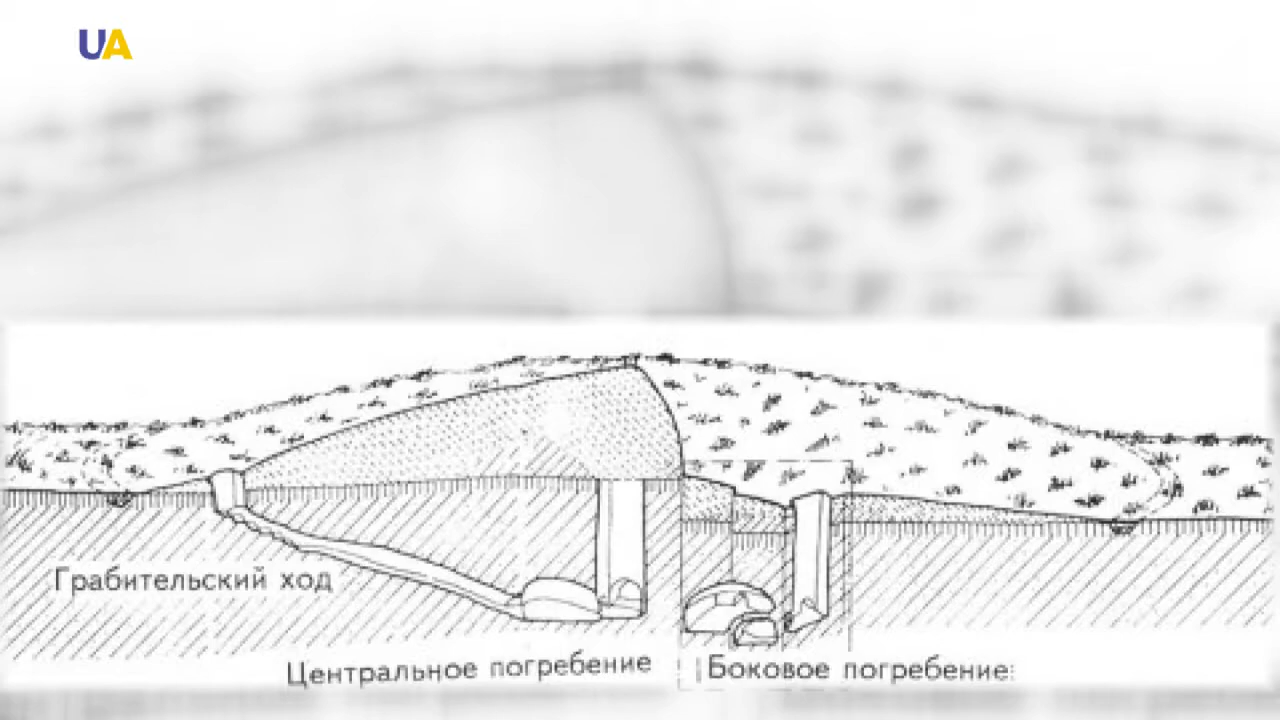 UA
Грабительский ход
Центральное погребение
Боковое погребение: